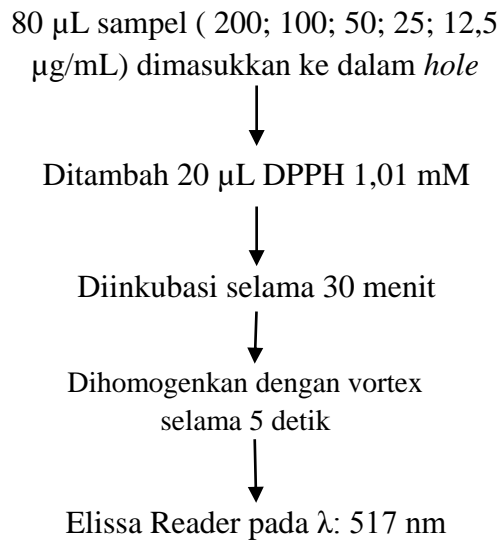 80 µL sampel ( 200; 100; 50; 25; 12,5
µg/mL) dimasukkan ke dalam hole
Ditambah 20 µL DPPH 1,01 mM
Diinkubasi selama 30 menit
Dihomogenkan dengan vortex
selama 5 detik
Elissa Reader pada λ: 517 nm